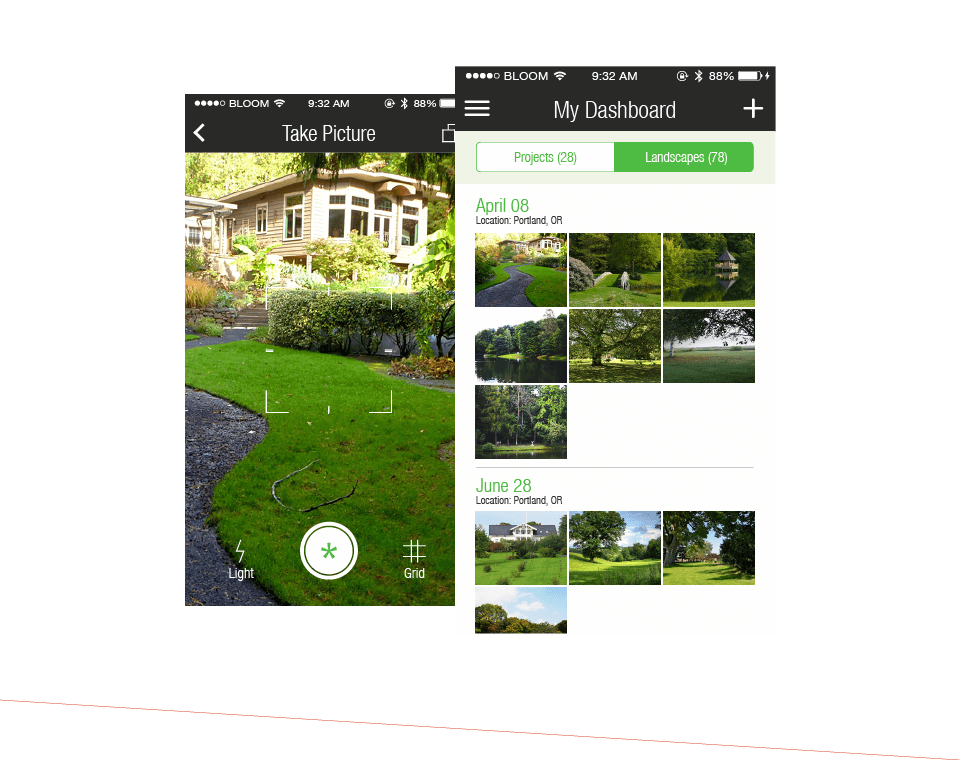 BLOOM 9:32 AM 88%
Take Picture
Light
Grid
BLOOM 9:32 AM 88%
My Dashboard
Projects (28) Landscapes (78)
April 08
Location: Portland, OR
June 28
Location: Portland, OR